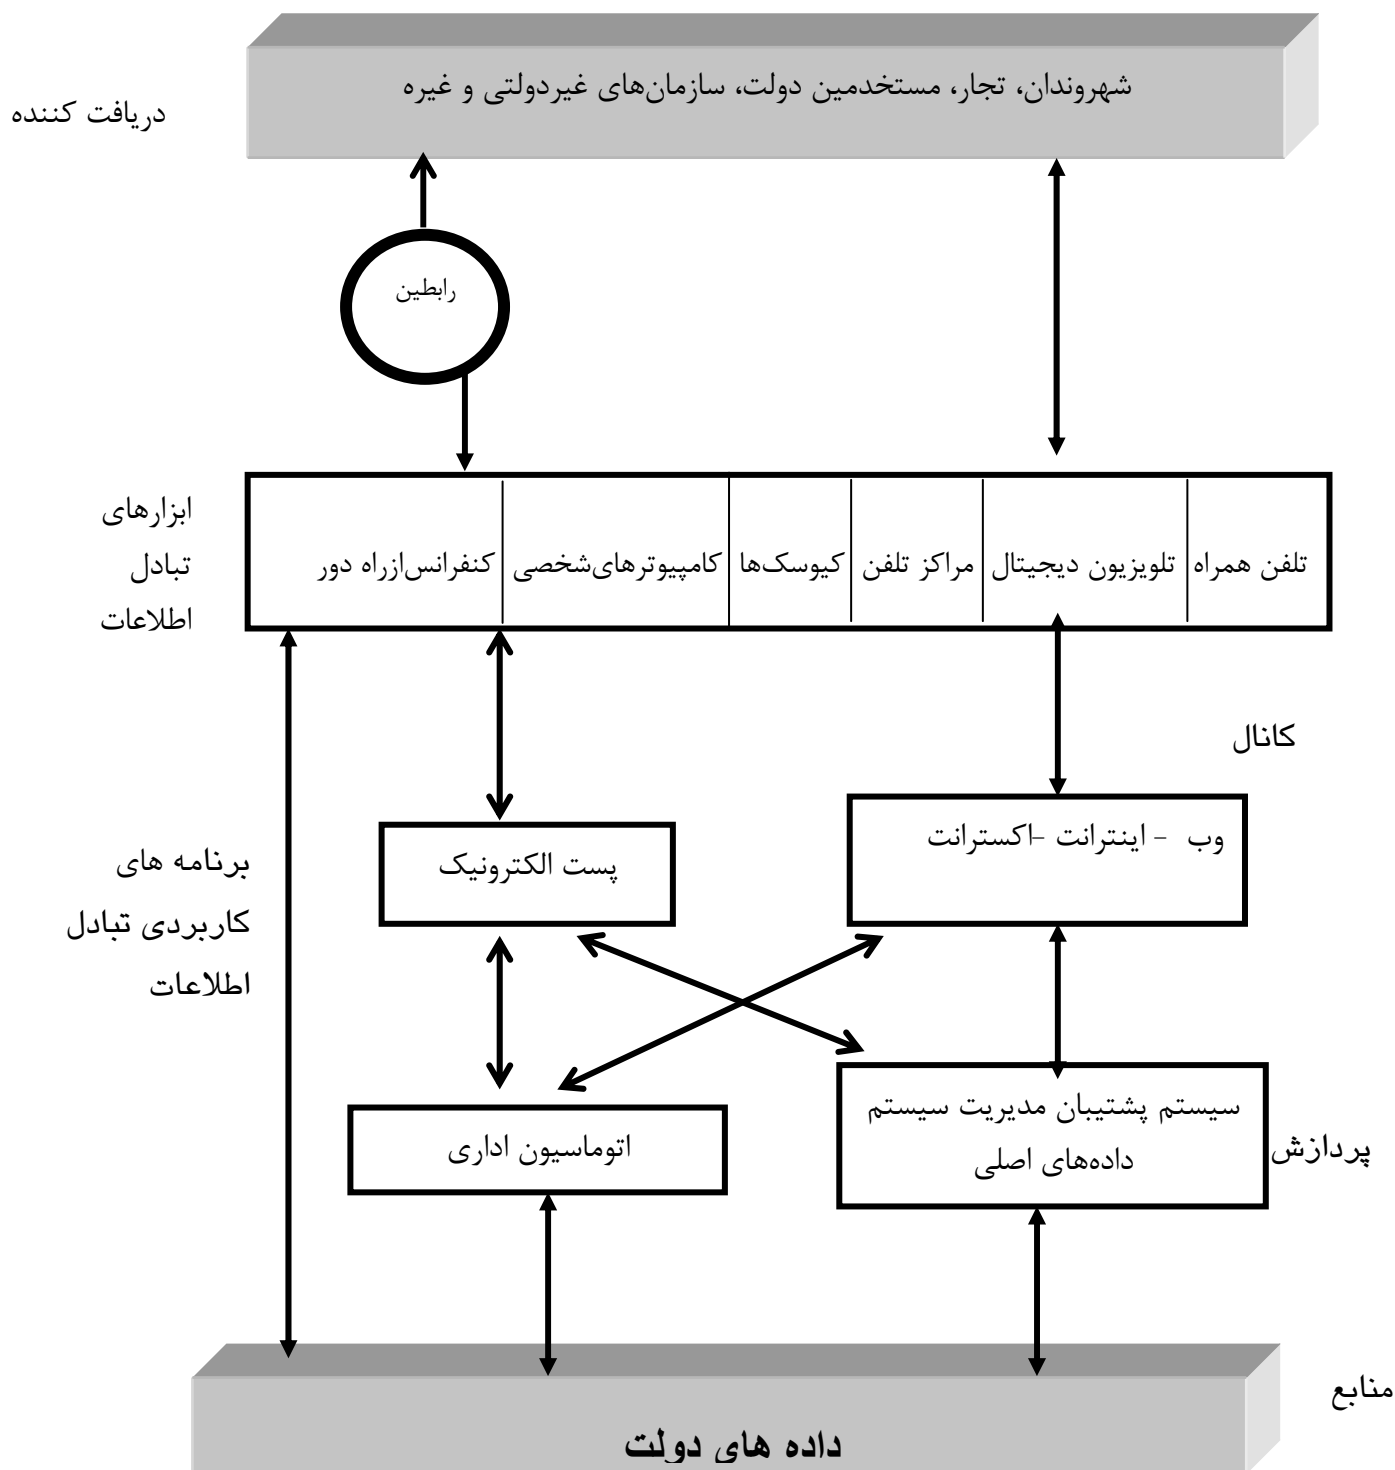 شهروندان، تجار، مستخدمین دولت، سازمان‌های غیردولتی و غیره
دریافت کننده
رابطین
ابزارهای
تبادل
اطلاعات
تلفن همراه
تلویزیون دیجیتال
مراکز تلفن
کیوسک‌ها
کامپیوترهای‌شخصی
کنفرانس‌ازراه دور
کانال
وب - اینترانت -اکسترانت
پست الکترونیک
برنامه های
کاربردی تبادل
اطلاعات
سیستم پشتیبان مدیریت سیستم
داده‌های اصلی
اتوماسیون اداری
پردازش
منابع
داده های دولت